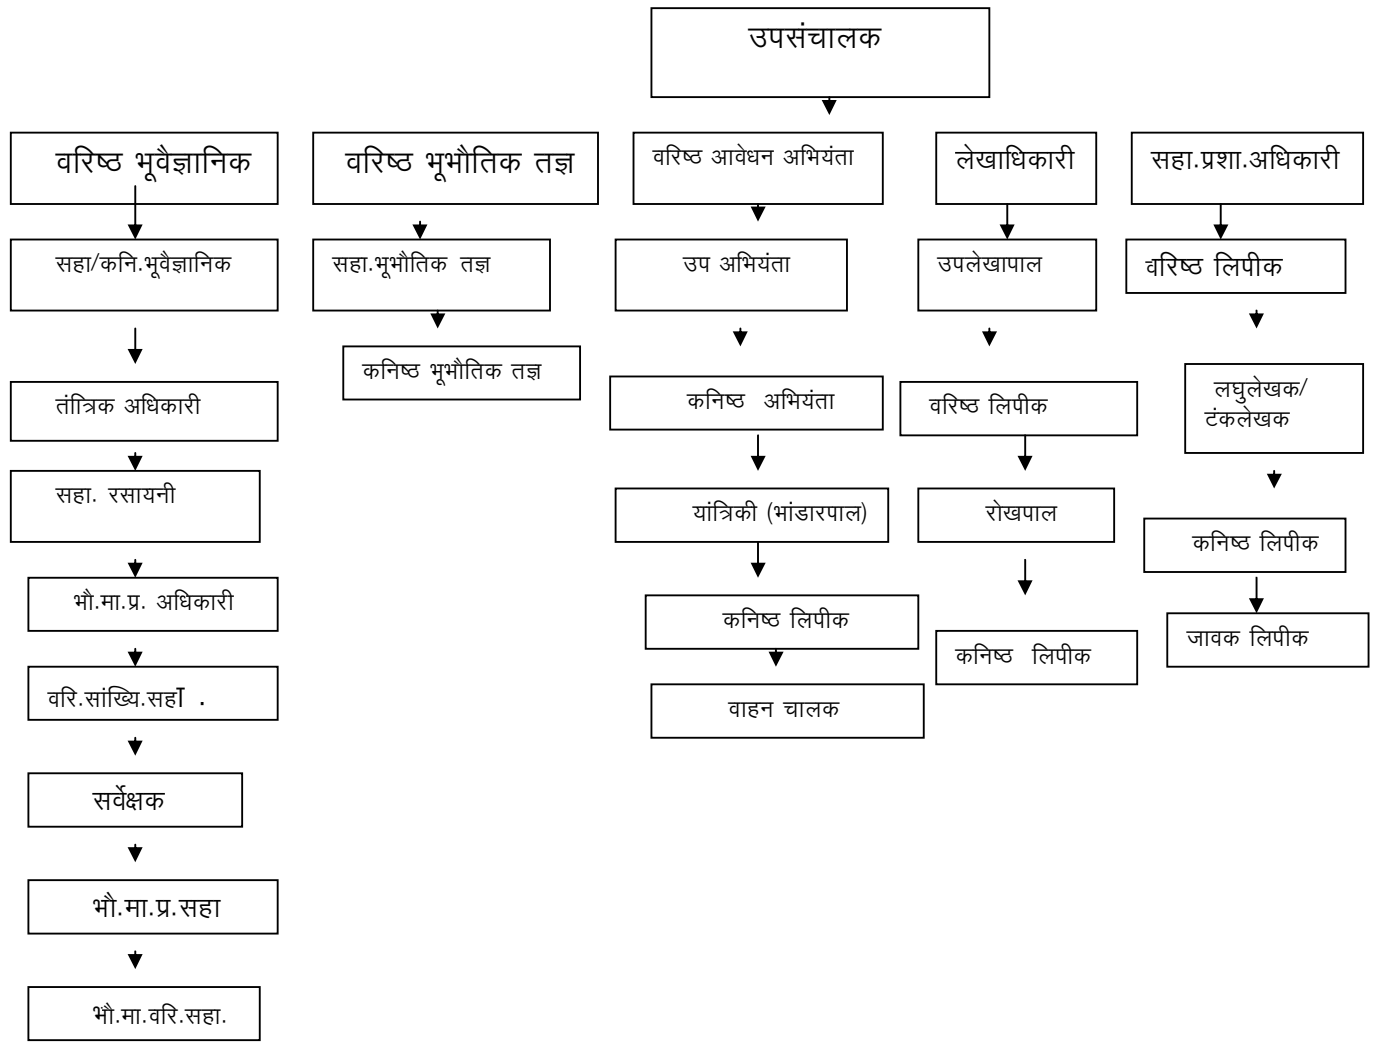 उपसंचालक
वरिष्ठ भूवैज्ञानिक
वरिष्ठ भूभौतिक तज्ञ
वरिष्ठ आवेधन अभियंता
लेखाधिकारी
सहा.प्रशा.अधिकारी
सहा/कनि.भूवैज्ञानिक
सहा.भूभौतिक तज्ञ
उप अभियंता
उपलेखापाल
वरिष्ठ लिपीक
कनिष्ठ भूभौतिक तज्ञ
लघुलेखक/
टंकलेखक
तांत्रिक अधिकारी
कनिष्ठ अभियंता
वरिष्ठ लिपीक
सहा. रसायनी
यांत्रिकी (भांडारपाल)
रोखपाल
कनिष्ठ लिपीक
भौ.मा.प्र. अधिकारी
कनिष्ठ लिपीक
कनिष्ठ लिपीक
जावक लिपीक
वरि.सांख्यि.सहा .
वाहन चालक
सर्वेक्षक
भौ.मा.प्र.सहा
भौ.मा.वरि.सहा.